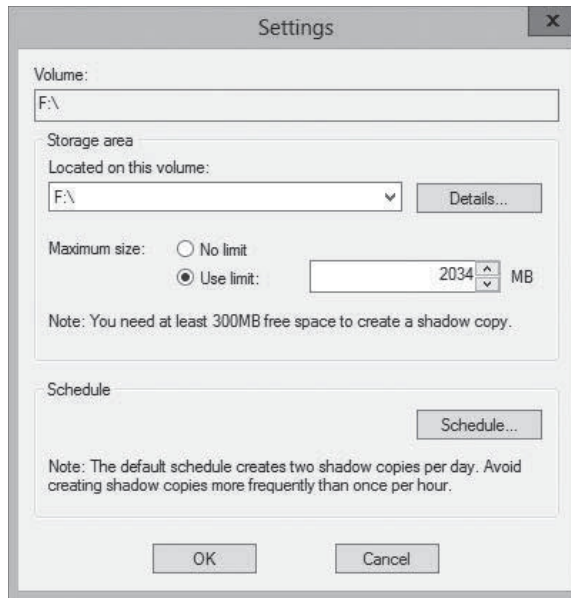 Settings
x
Volume:
F:\
Storage area
Located on this volume:
F:\
Details...
Maximum size:
No limit
Use limit:
2034
MB
Note: You need at least 300MB free space to create a shadow copy.
Schedule
Schedule...
Note: The default schedule creates two shadow copies per day. Avoid
creating shadow copies more frequently than once per hour.
OK
Cancel